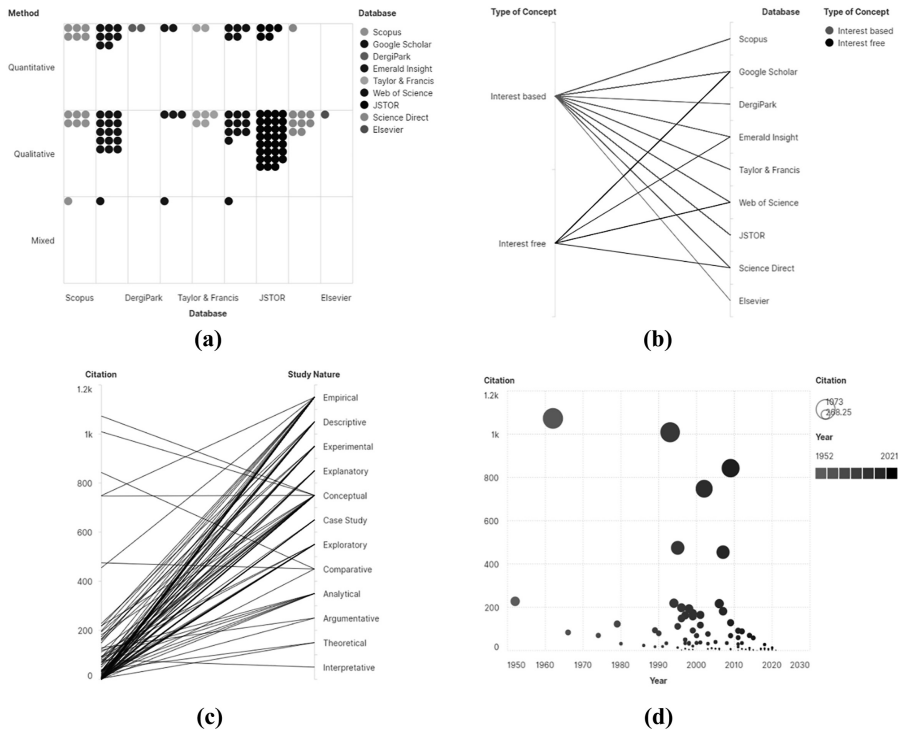 Method
Database
Scopus
Google Scholar
DergiPark
Emerald Insight
Taylor & Francis
Web of Science
JSTOR
Science Direct
Elsevier
Quantitative
Qualitative
Mixed
Scopus
DergiPark
Taylor & Francis
JSTOR
Elsevier
Database
(a)
Type of Concept
Database
Type of Concept
Interest based
Interest free
Scopus
Google Scholar
DergiPark
Emerald Insight
Taylor & Francis
Web of Science
JSTOR
Science Direct
Elsevier
Interest based
Interest free
(b)
Citation
Study Nature
1.2k
1k
800
600
400
200
0
Empirical
Descriptive
Experimental
Explanatory
Conceptual
Case Study
Exploratory
Comparative
Analytical
Argumentative
Theoretical
Interpretative
(c)
Citation
1.2k
1k
800
600
400
200
0
1950
1960
1970
1980
1990
2000
2010
2020
2030
Year
Citation
1073
268.25
Year
1952
2021
(d)